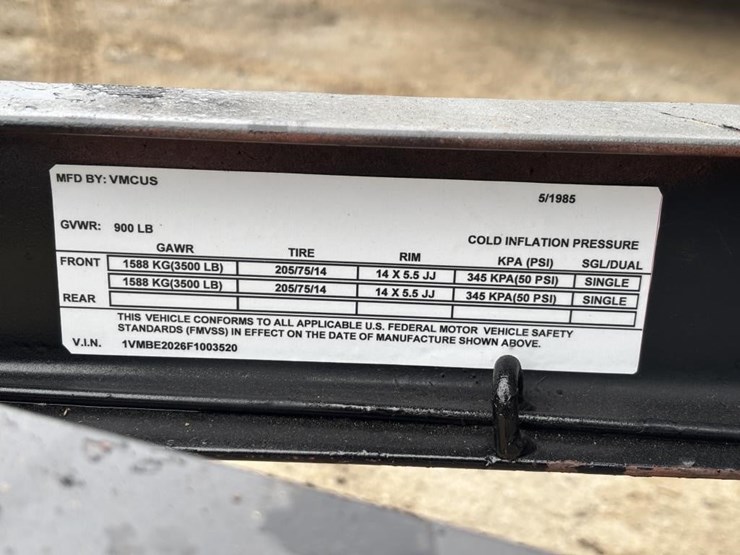 MFD BY: VMCUS
5/1985
GVWR: 900 LB
COLD INFLATION PRESSURE
GAWR TIRE RIM KPA (PSI) SGL/DUAL
FRONT 1588 KG(3500 LB) 205/75/14 14 X 5.5 JJ 345 KPA(50 PSI) SINGLE
1588 KG(3500 LB) 205/75/14 14 X 5.5 JJ 345 KPA(50 PSI) SINGLE
REAR
THIS VEHICLE CONFORMS TO ALL APPLICABLE U.S. FEDERAL MOTOR VEHICLE SAFETY
STANDARDS (FMVSS) IN EFFECT ON THE DATE OF MANUFACTURE SHOWN ABOVE.
V.I.N. 1VMBE2026F1003520